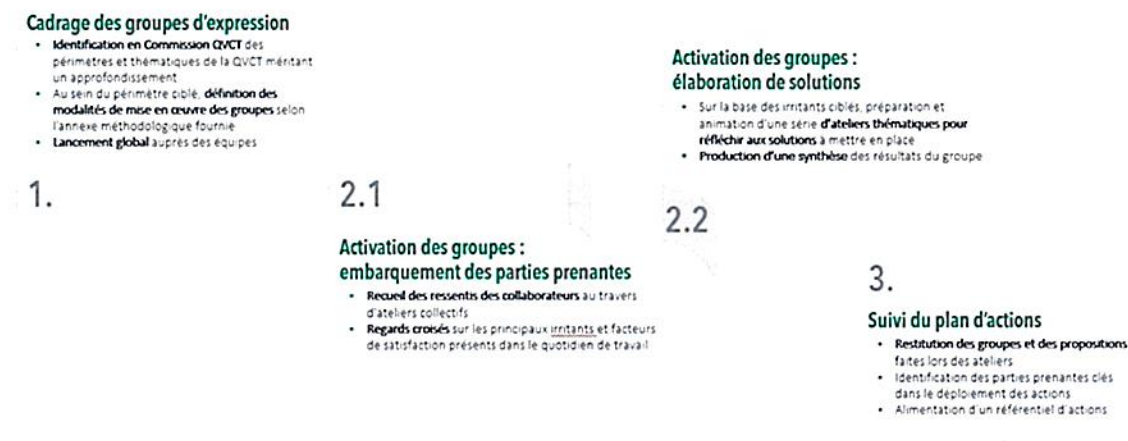 Cadrage des groupes d'expression
• Identification en Commission QVCT des
périmètres et thématiques de la QVCT méritant
un approfondissement
• Au sein du périmètre ciblé, définition des
modalités de mise en œuvre des groupes selon
l'annexe méthodologique fournie
• Lancement global auprès des équipes
1.
2.1
Activation des groupes :
embarquement des parties prenantes
• Recueil des ressentis des collaborateurs au travers
d'ateliers collectifs
• Regards croisés sur les principaux irritants et facteurs
de satisfaction présents dans le quotidien de travail
Activation des groupes :
élaboration de solutions
• Sur la base des irritants ciblés, préparation et
animation d'une série d'ateliers thématiques pour
réfléchir aux solutions à mettre en place
• Production d'une synthèse des résultats du groupe
2.2
3.
Suivi du plan d'actions
• Restitution des groupes et des propositions
faites lors des ateliers
• Identification des parties prenantes clés
dans le déploiement des actions
• Alimentation d'un référentiel d'actions